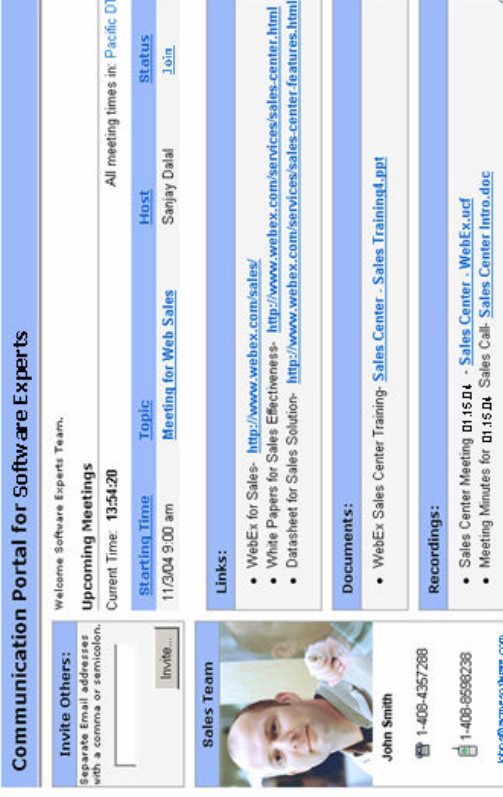 Communication Portal for Software Experts
Invite Others:
Separate Email addresses
with a comma or semicolon.
Invite...
Sales Team
John Smith
1-408-4357288
1-408-8598238
Welcome Software Experts Team.
Upcoming Meetings
Current Time: 13:54:20
All meeting times in: Pacific DT
Starting Time Topic Host Status
11/304 9:00 am Meeting for Web Sales Sanjay Dalal Join
Links:
• WebEx for Sales- http://www.webex.com/sales/
• White Papers for Sales Effectiveness- http://www.webex.com/services/sales-center.html
• Datasheet for Sales Solution- http://www.webex.com/services/sales-center-features.html
Documents:
• WebEx Sales Center Training- Sales Center - Sales Training4.ppt
Recordings:
• Sales Center Meeting 01.15.04 - Sales Center - WebEx.ucf
• Meeting Minutes for 01.15.04 Sales Call- Sales Center Intro.doc